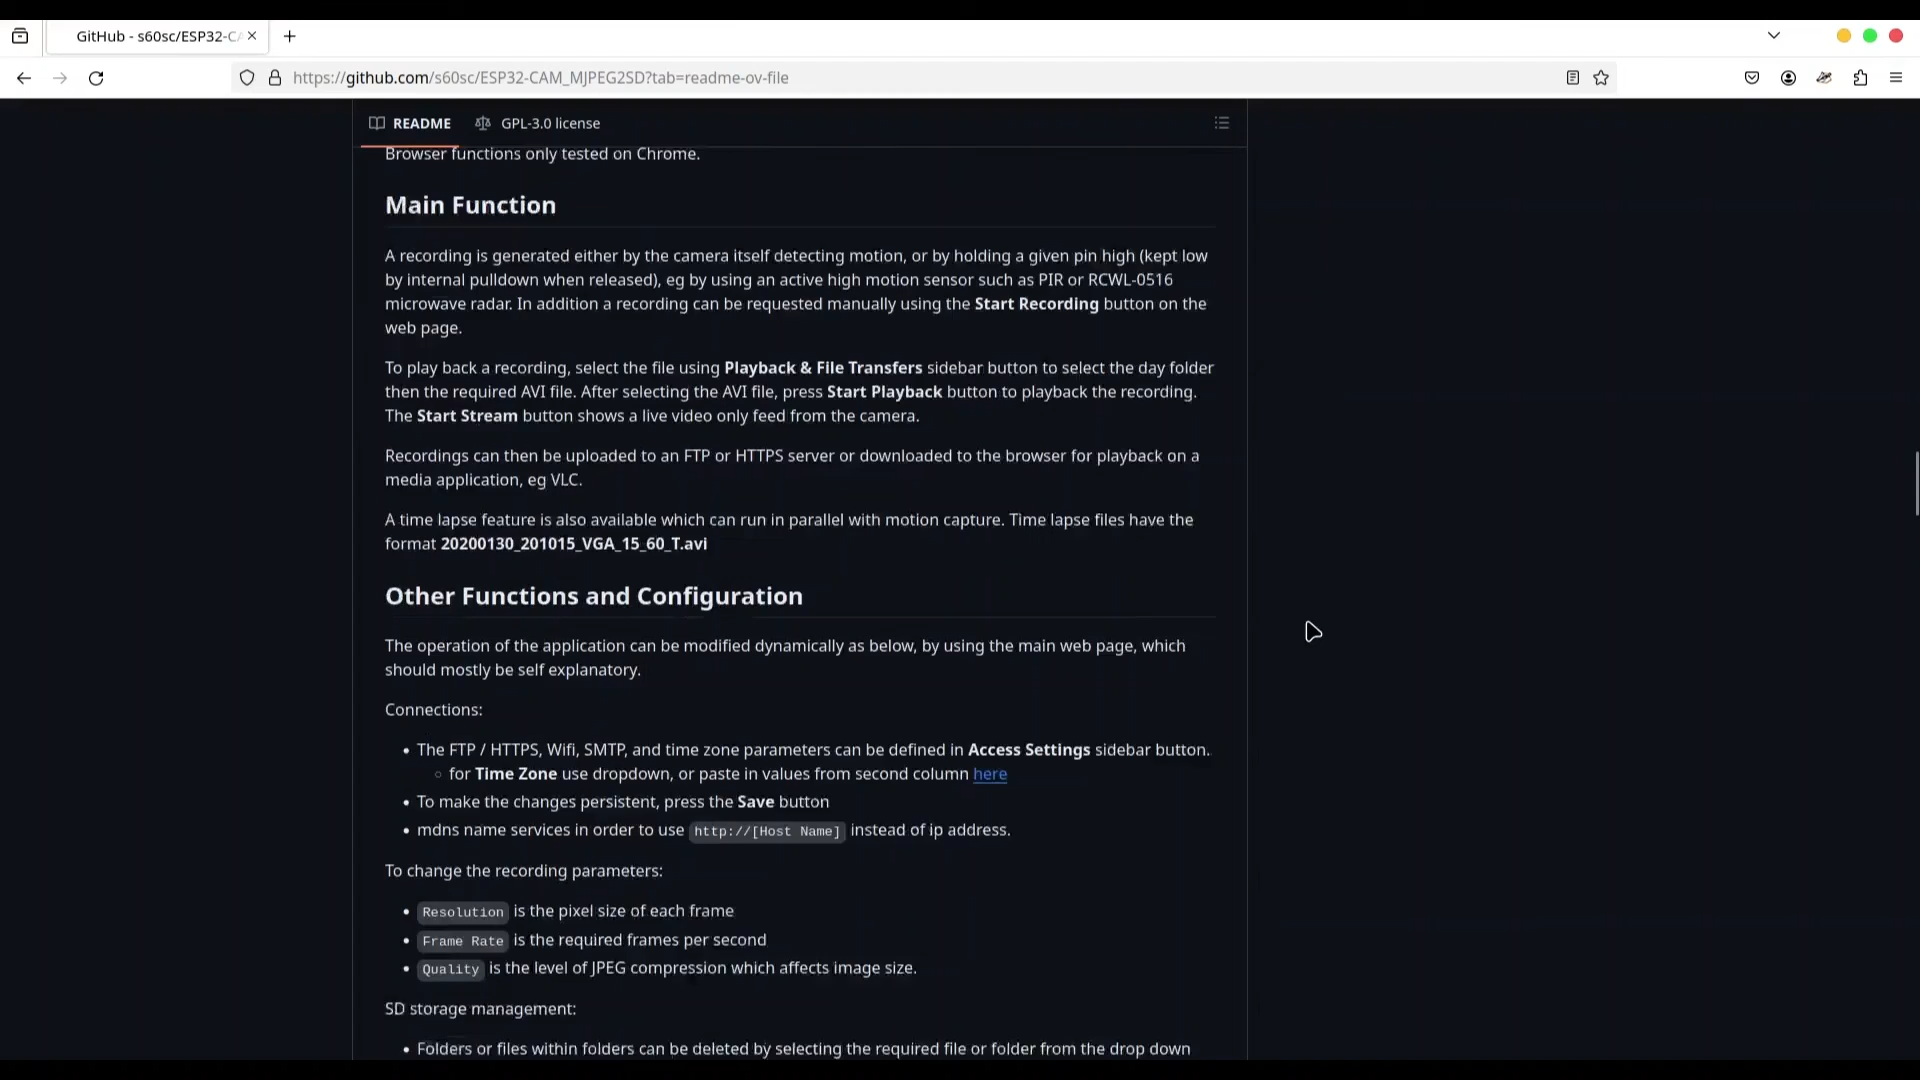 GitHub - s60sc/ESP32-CA
https://github.com/s60sc/ESP32-CAM_MJPEG2SD?tab=readme-ov-file
README GPL-3.0 license
Browser functions only tested on Chrome.
Main Function
A recording is generated either by the camera itself detecting motion, or by holding a given pin high (kept low
by internal pulldown when released), eg by using an active high motion sensor such as PIR or RCWL-0516
microwave radar. In addition a recording can be requested manually using the Start Recording button on the
web page.
To play back a recording, select the file using Playback & File Transfers sidebar button to select the day folder
then the required AVI file. After selecting the AVI file, press Start Playback button to playback the recording.
The Start Stream button shows a live video only feed from the camera.
Recordings can then be uploaded to an FTP or HTTPS server or downloaded to the browser for playback on a
media application, eg VLC.
A time lapse feature is also available which can run in parallel with motion capture. Time lapse files have the
format 20200130_201015_VGA_15_60_T.avi
Other Functions and Configuration
The operation of the application can be modified dynamically as below, by using the main web page, which
should mostly be self explanatory.
Connections:
• The FTP / HTTPS, Wifi, SMTP, and time zone parameters can be defined in Access Settings sidebar button.
◦ for Time Zone use dropdown, or paste in values from second column here
• To make the changes persistent, press the Save button
• mdns name services in order to use http://[Host Name] instead of ip address.
To change the recording parameters:
• Resolution is the pixel size of each frame
• Frame Rate is the required frames per second
• Quality is the level of JPEG compression which affects image size.
SD storage management:
• Folders or files within folders can be deleted by selecting the required file or folder from the drop down